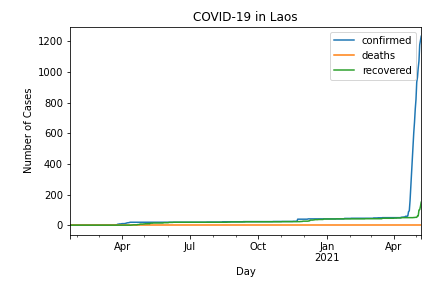 COVID-19 in Laos
confirmed
deaths
recovered
Number of Cases
1200
1000
800
600
400
200
0
Apr
Jul
Oct
Jan
2021
Apr
Day